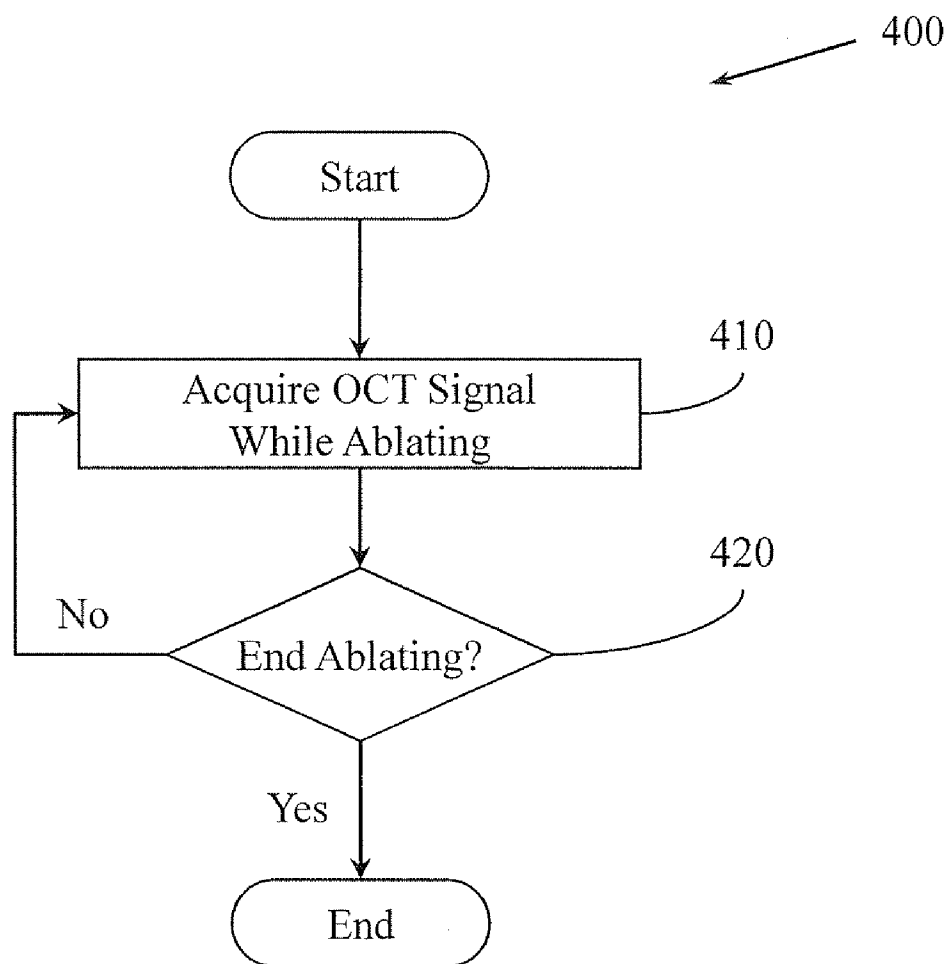 400
Start
410
Acquire OCT Signal
While Ablating
420
No
End Ablating?
Yes
End